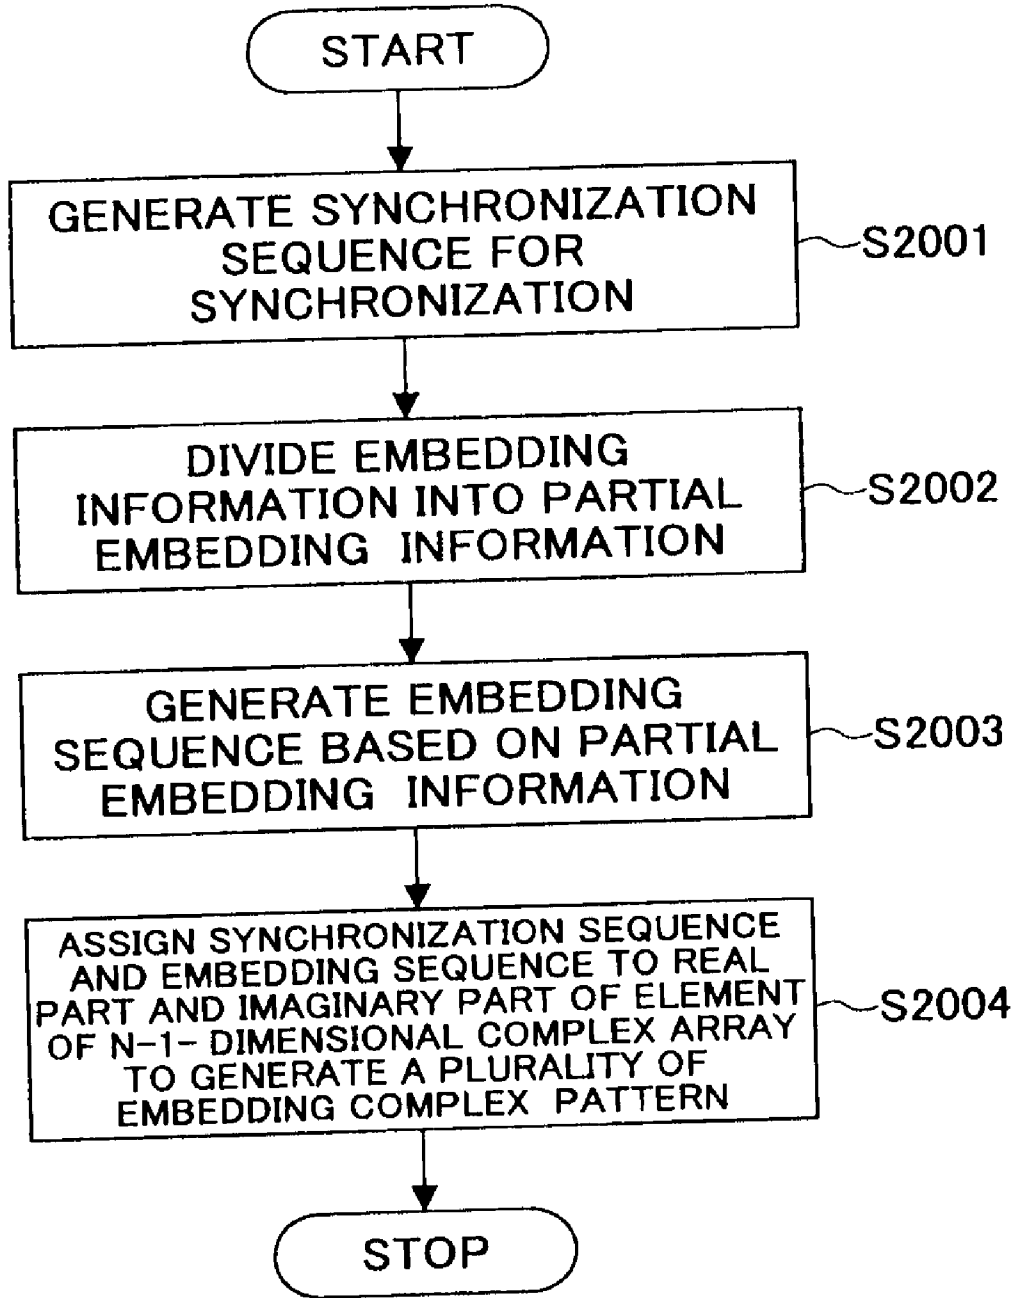 START
GENERATE SYNCHRONIZATION
SEQUENCE FOR
SYNCHRONIZATION
S2001
DIVIDE EMBEDDING
INFORMATION INTO PARTIAL
EMBEDDING INFORMATION
S2002
GENERATE EMBEDDING
SEQUENCE BASED ON PARTIAL
EMBEDDING INFORMATION
S2003
ASSIGN SYNCHRONIZATION SEQUENCE
AND EMBEDDING SEQUENCE TO REAL
PART AND IMAGINARY PART OF ELEMENT
OF N-1- DIMENSIONAL COMPLEX ARRAY
TO GENERATE A PLURALITY OF
EMBEDDING COMPLEX PATTERN
S2004
STOP